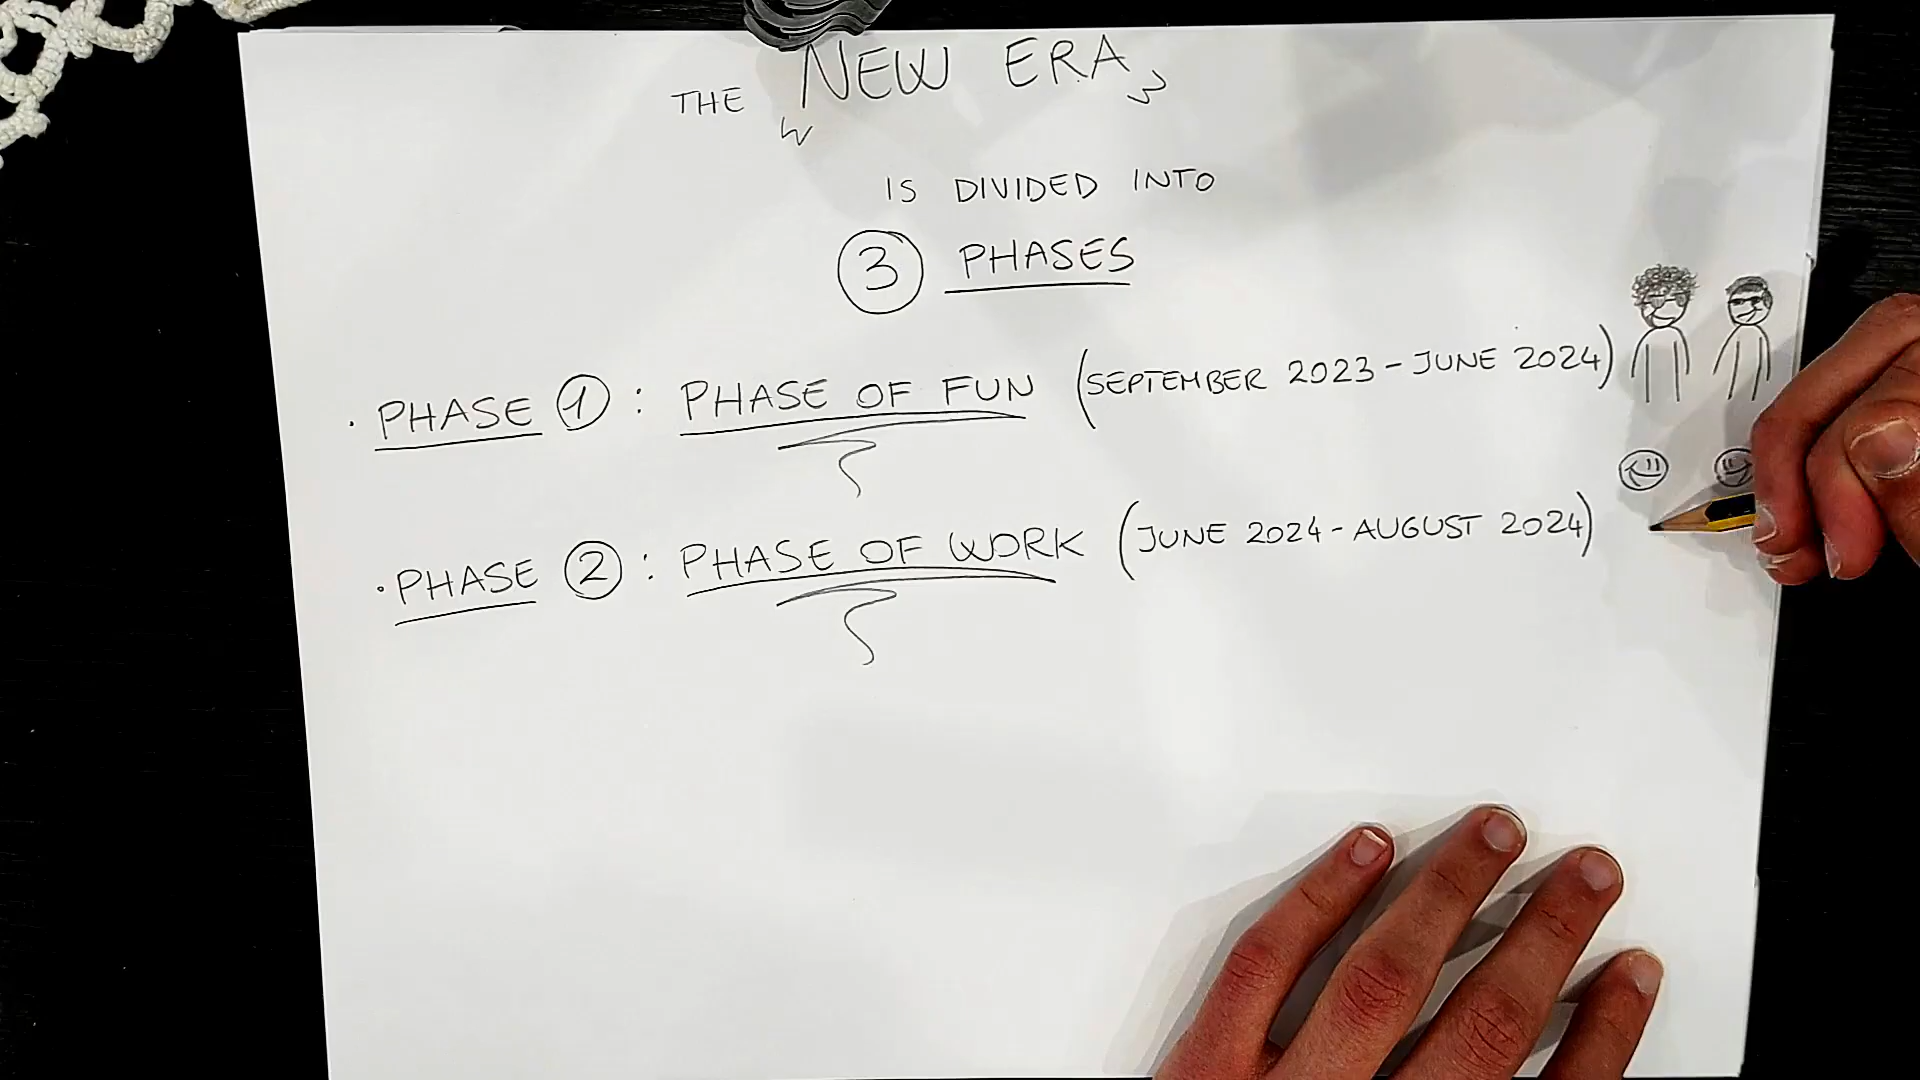 THE NEW ERA
IS DIVIDED INTO
3 PHASES
· PHASE 1 : PHASE OF FUN (SEPTEMBER 2023 - JUNE 2024)
· PHASE 2 : PHASE OF WORK (JUNE 2024 - AUGUST 2024)